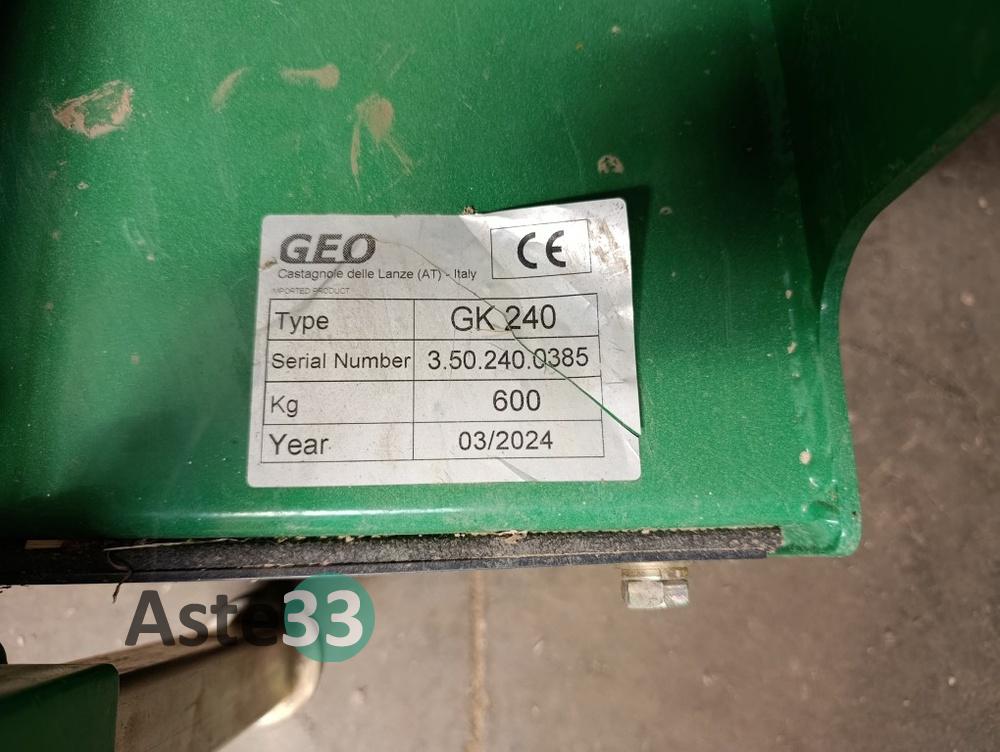 GEO
CE
Castagnole delle Lanze (AT) - Italy
IMPORTED PRODUCT
Type GK 240
Serial Number 3.50.240.0385
Kg 600
Year 03/2024
Aste33